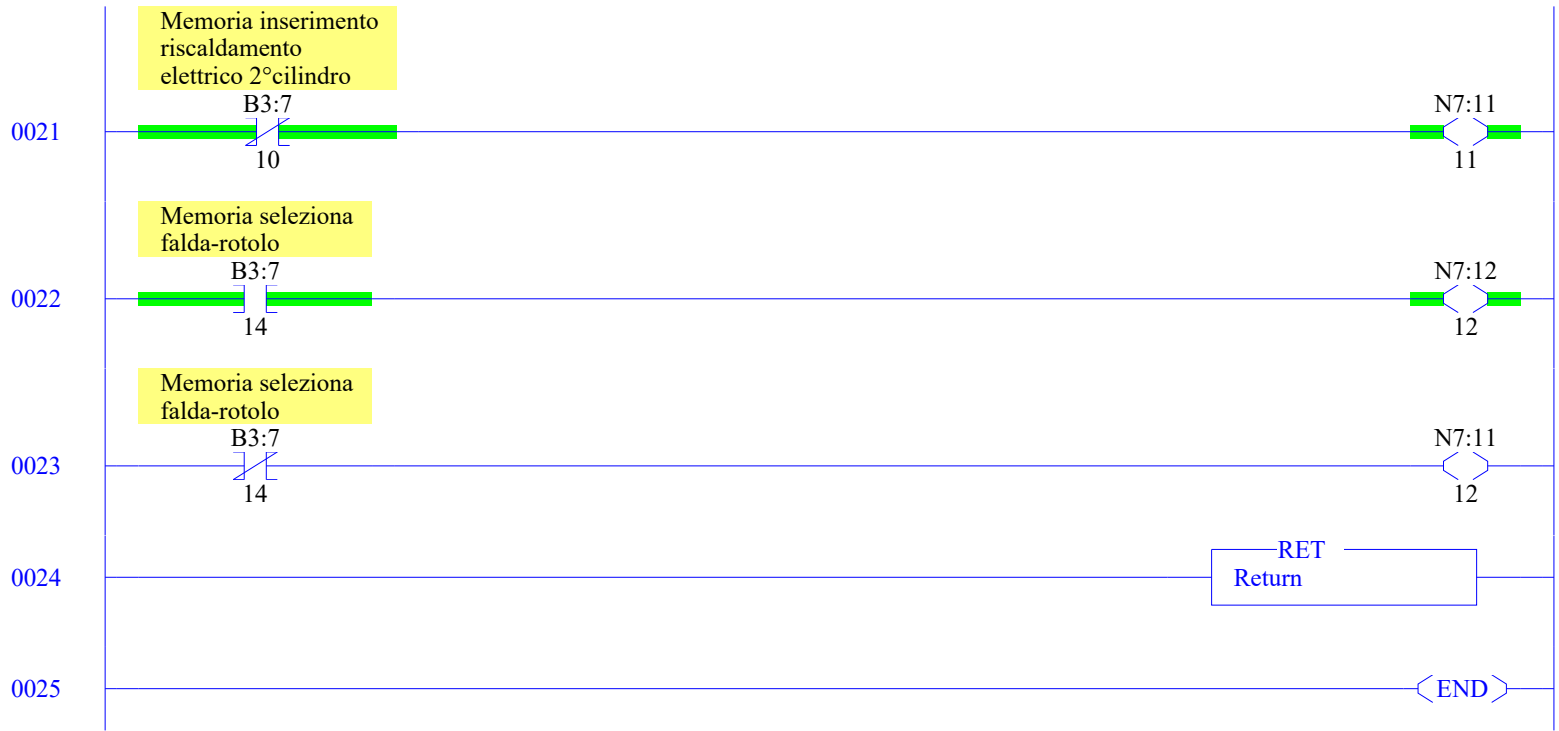 Memoria inserimento
riscaldamento
elettrico 2°cilindro
B3:7 N7:11
0021
10 11
Memoria seleziona
falda-rotolo
B3:7 N7:12
0022
14 12
Memoria seleziona
falda-rotolo
B3:7 N7:11
0023
14 12
RET
0024 Return
0025 END